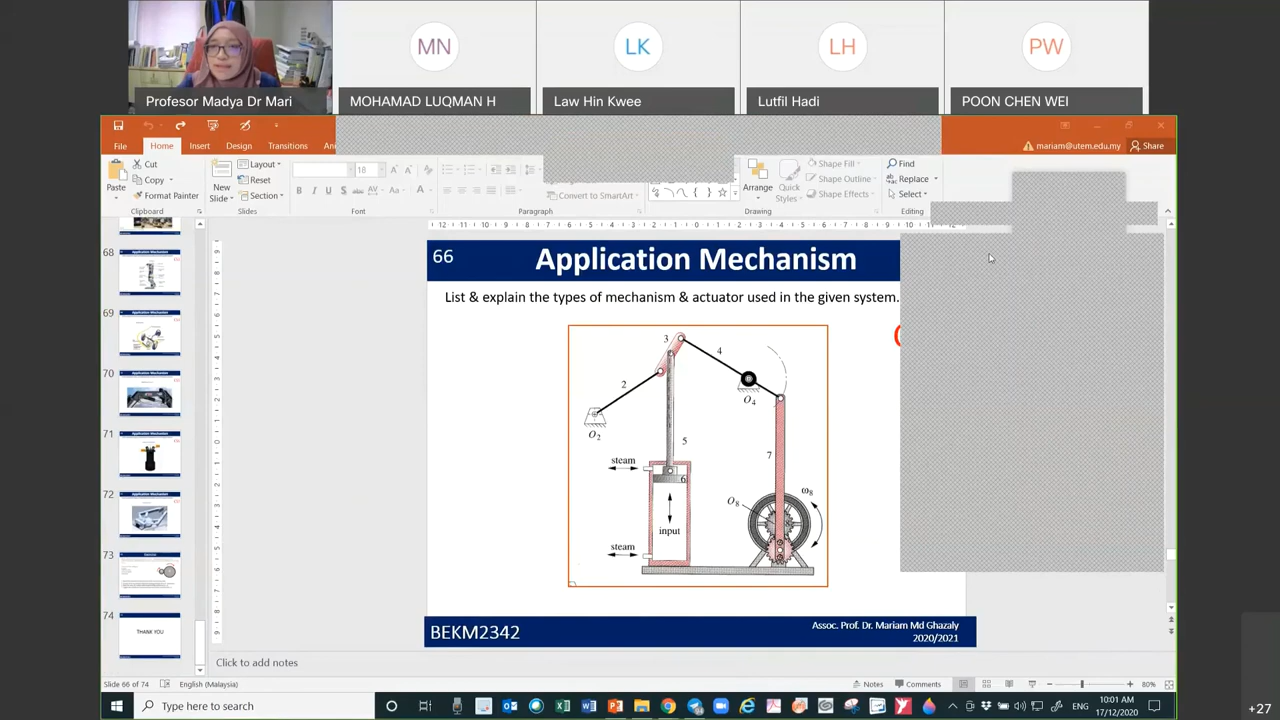 MN
LK
LH
PW
Profesor Madya Dr Mari
MOHAMAD LUQMAN H
Law Hin Kwee
Lutfil Hadi
POON CHEN WEI
File
Home
Insert
Design
Transitions
mariam@utem.edu.my
Share
Paste
Cut
Copy
Format Painter
Clipboard
New
Slide
Layout
Reset
Section
Slides
18
Font
Convert to SmartArt
Paragraph
Arrange
Quick
Styles
Shape Fill
Shape Outline
Shape Effects
Drawing
Find
Replace
Select
Editing
68
69
70
71
72
73
74
THANK YOU
66
Application Mechanism
List & explain the types of mechanism & actuator used in the given system.
3
4
2
O4
O2
5
steam
6
7
O8
ω8
8
input
steam
BEKM2342
Assoc. Prof. Dr. Mariam Md Ghazaly
2020/2021
Click to add notes
Slide 66 of 74
English (Malaysia)
Notes
Comments
80%
Type here to search
ENG
10:01 AM
17/12/2020
+27